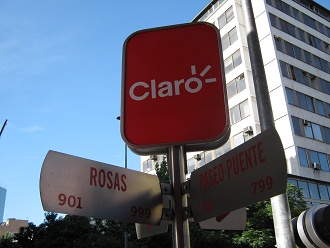 Claro
ROSAS
901 999
PASEO PUENTE
799